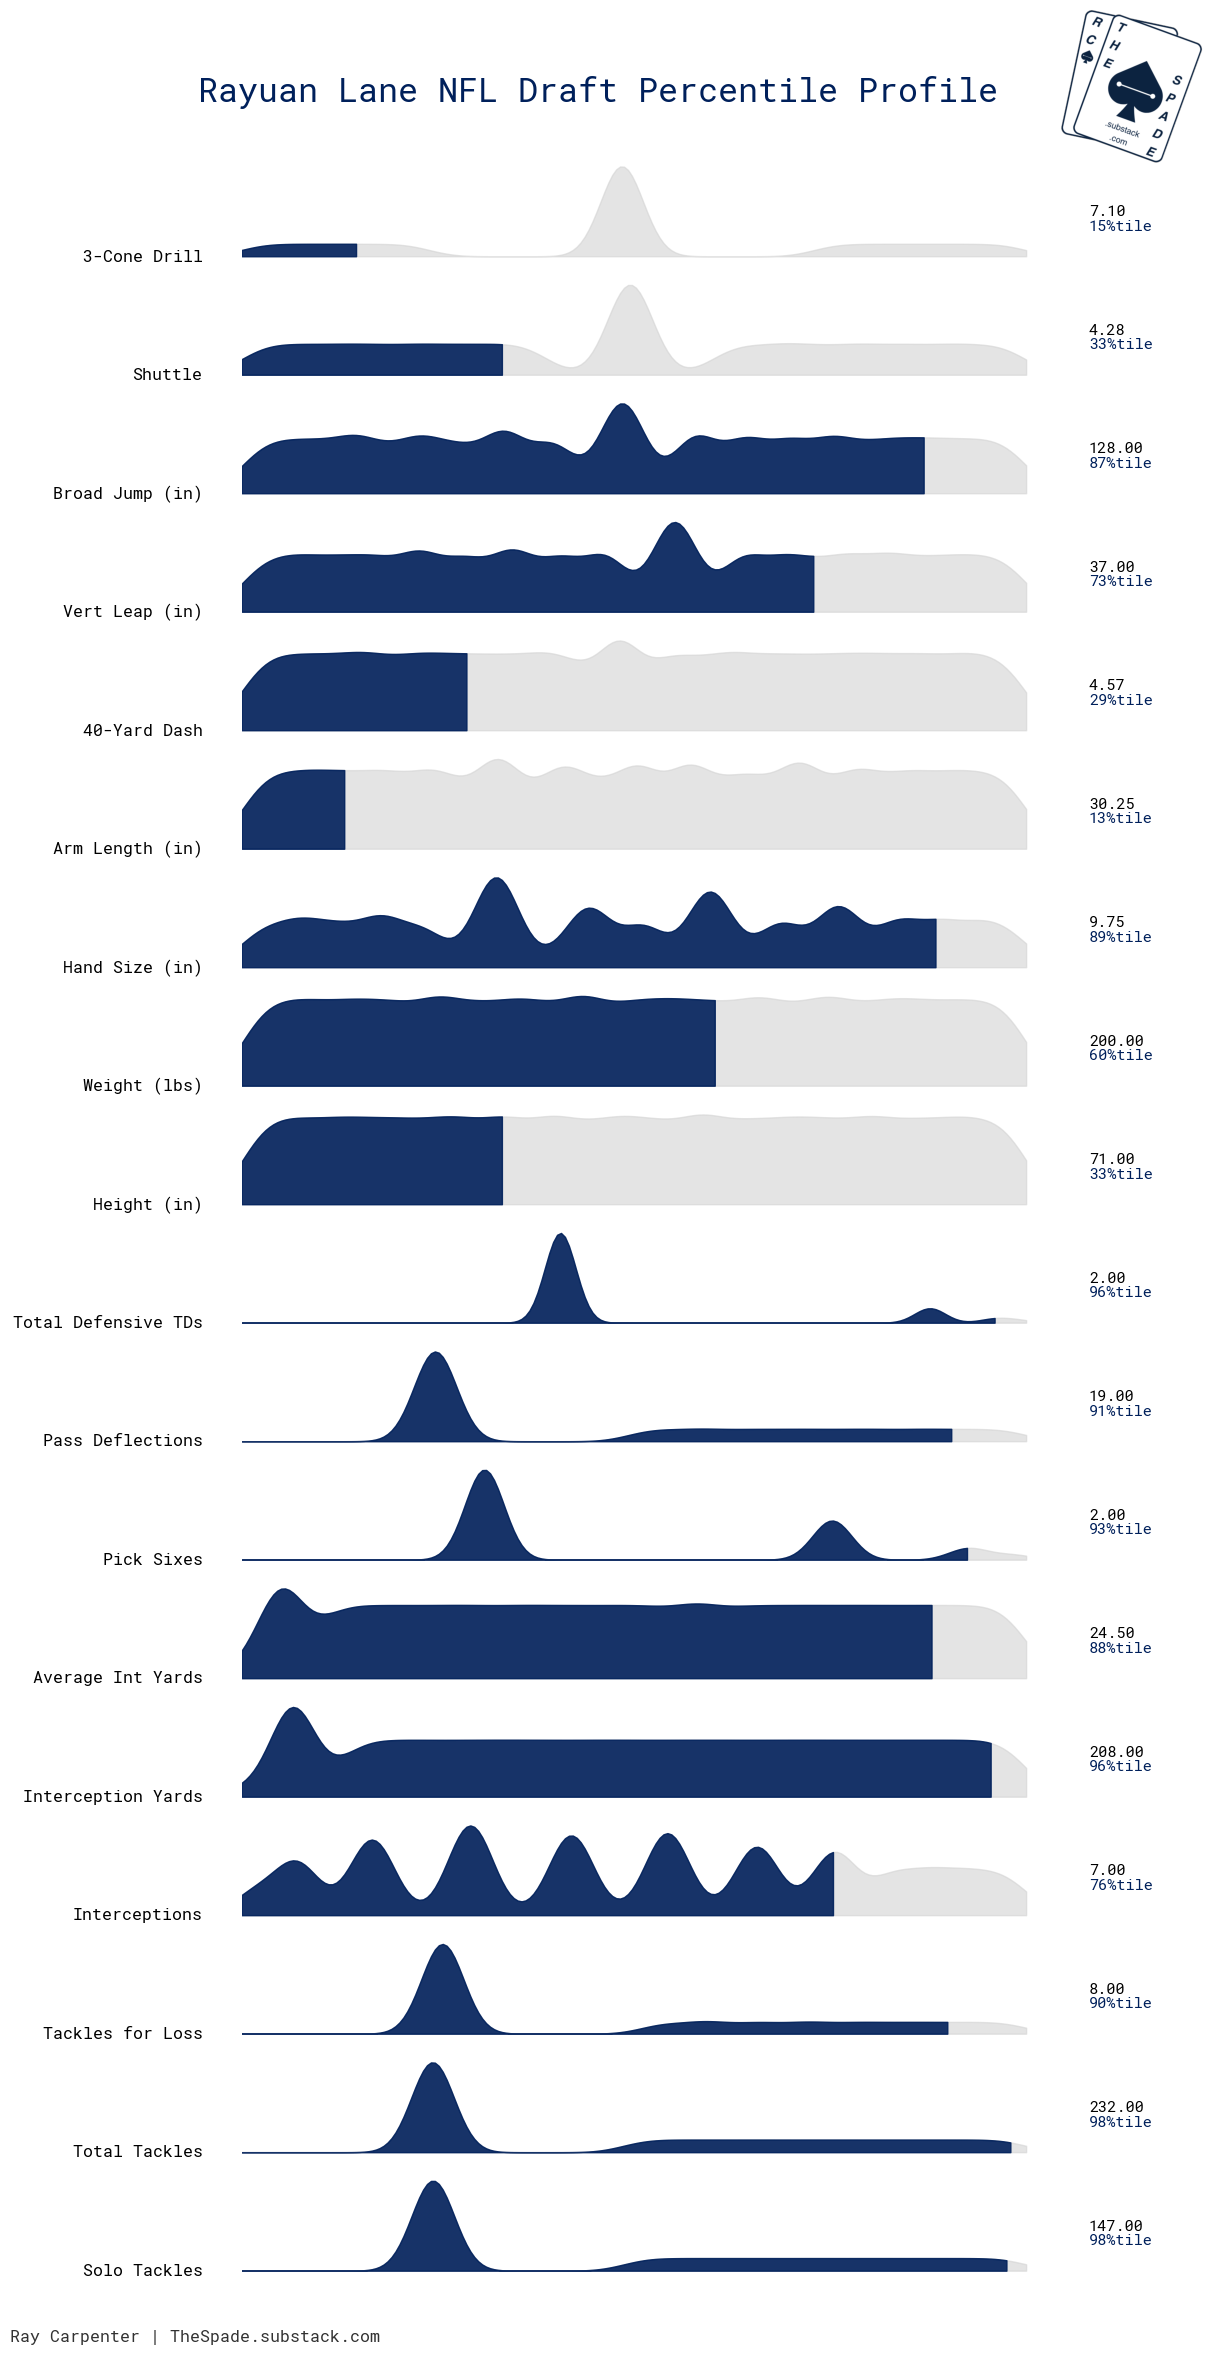 R
C
T
H
E
S
P
A
D
E
.substack
.com
Rayuan Lane NFL Draft Percentile Profile
3-Cone Drill
7.10
15%tile
Shuttle
4.28
33%tile
Broad Jump (in)
128.00
87%tile
Vert Leap (in)
37.00
73%tile
40-Yard Dash
4.57
29%tile
Arm Length (in)
30.25
13%tile
Hand Size (in)
9.75
89%tile
Weight (lbs)
200.00
60%tile
Height (in)
71.00
33%tile
Total Defensive TDs
2.00
96%tile
Pass Deflections
19.00
91%tile
Pick Sixes
2.00
93%tile
Average Int Yards
24.50
88%tile
Interception Yards
208.00
96%tile
Interceptions
7.00
76%tile
Tackles for Loss
8.00
90%tile
Total Tackles
232.00
98%tile
Solo Tackles
147.00
98%tile
Ray Carpenter | TheSpade.substack.com